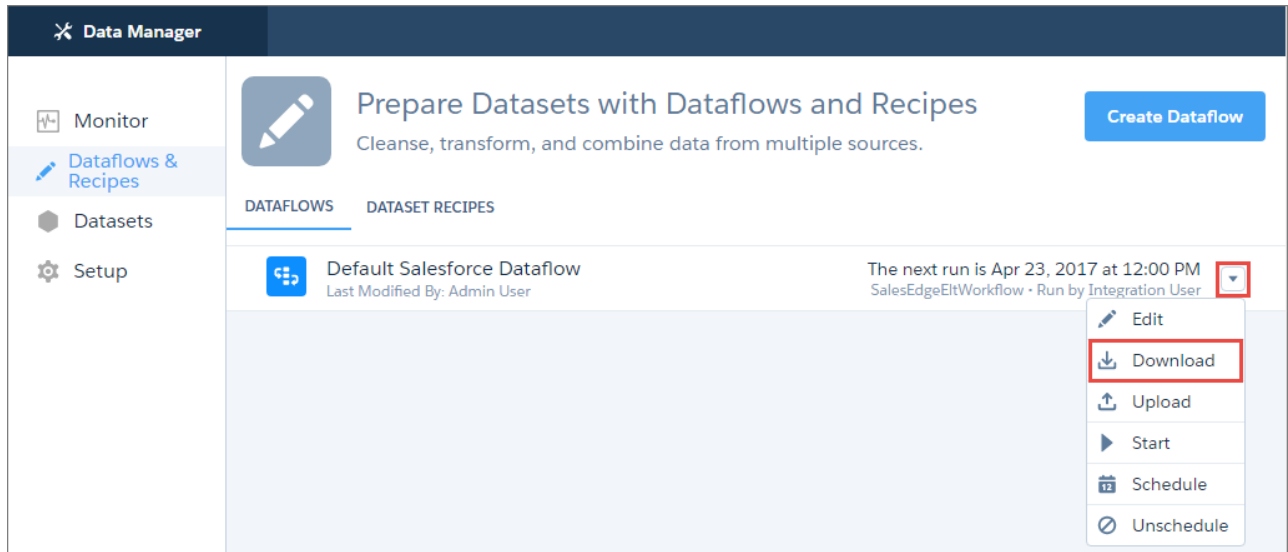 Data Manager
Monitor
Dataflows &
Recipes
Datasets
Setup
Prepare Datasets with Dataflows and Recipes
Cleanse, transform, and combine data from multiple sources.
Create Dataflow
DATAFLOWS
DATASET RECIPES
Default Salesforce Dataflow
Last Modified By: Admin User
The next run is Apr 23, 2017 at 12:00 PM
SalesEdgeEltWorkflow • Run by Integration User
Edit
Download
Upload
Start
12
Schedule
Unschedule